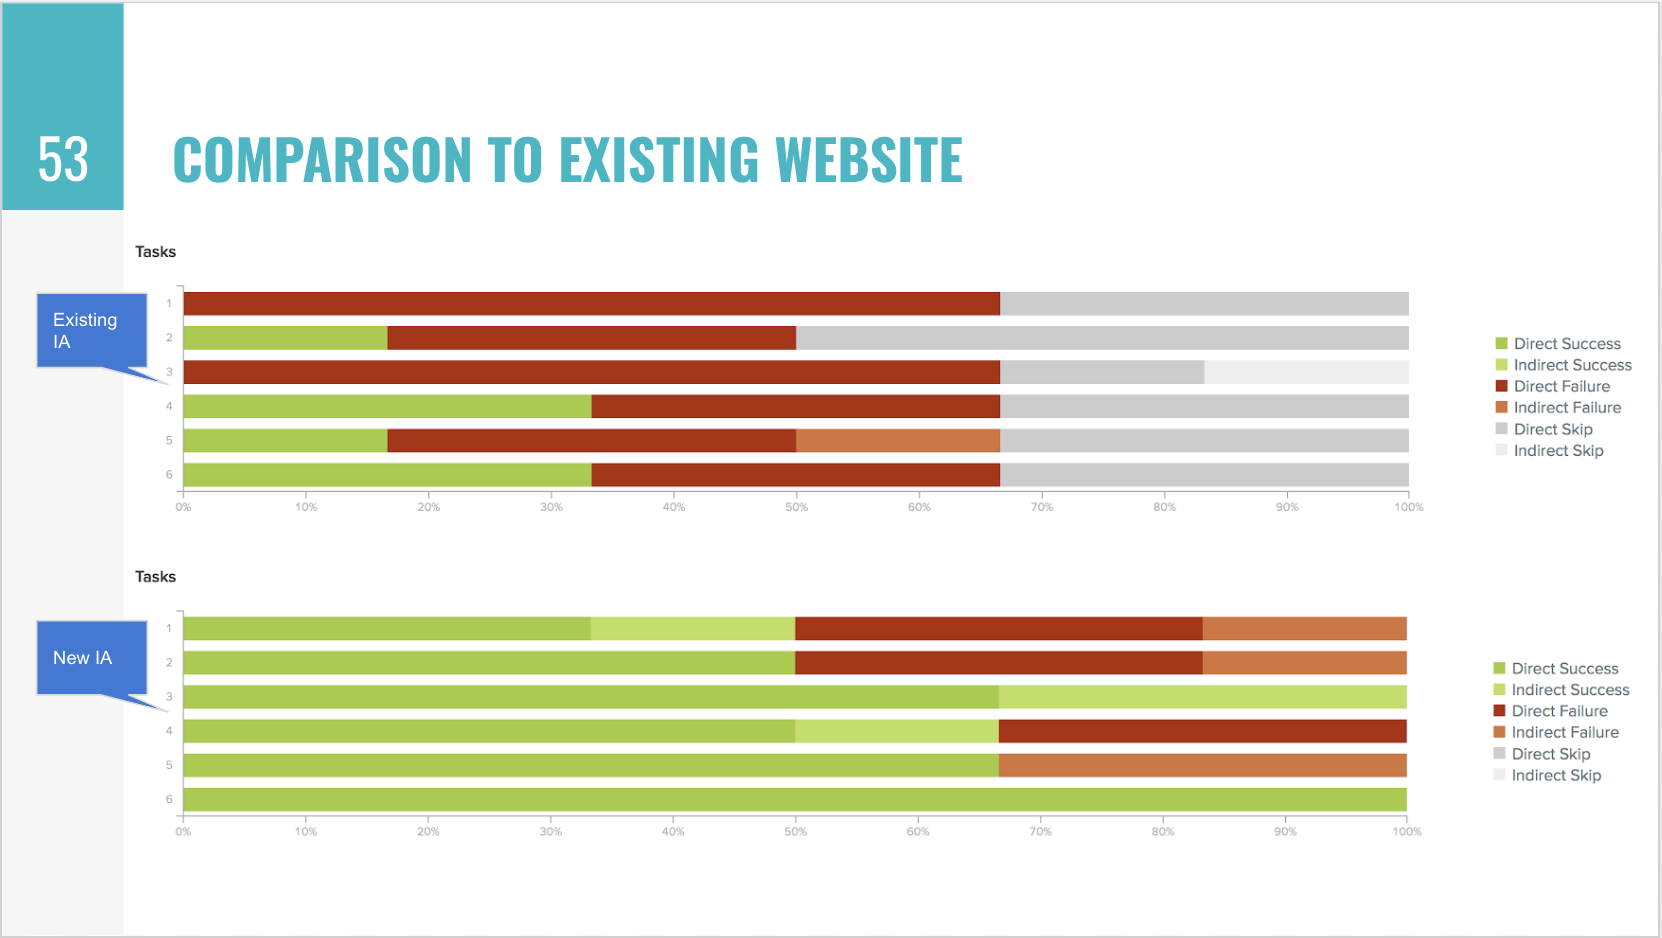 53
COMPARISON TO EXISTING WEBSITE
Tasks
Existing
IA
1
2
3
4
5
6
0% 10% 20% 30% 40% 50% 60% 70% 80% 90% 100%
Direct Success
Indirect Success
Direct Failure
Indirect Failure
Direct Skip
Indirect Skip
Tasks
New IA
1
2
3
4
5
6
0% 10% 20% 30% 40% 50% 60% 70% 80% 90% 100%
Direct Success
Indirect Success
Direct Failure
Indirect Failure
Direct Skip
Indirect Skip